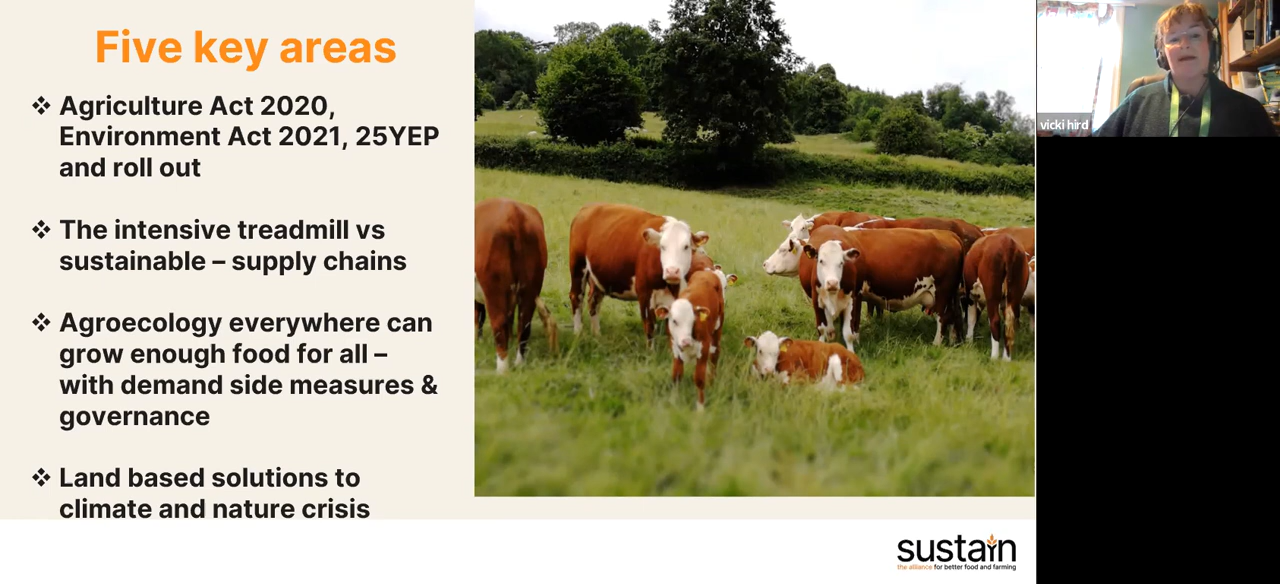 Five key areas
❖ Agriculture Act 2020,
Environment Act 2021, 25YEP
and roll out
❖ The intensive treadmill vs
sustainable – supply chains
❖ Agroecology everywhere can
grow enough food for all –
with demand side measures &
governance
❖ Land based solutions to
climate and nature crisis
vicki hird
sustain
the alliance for better food and farming